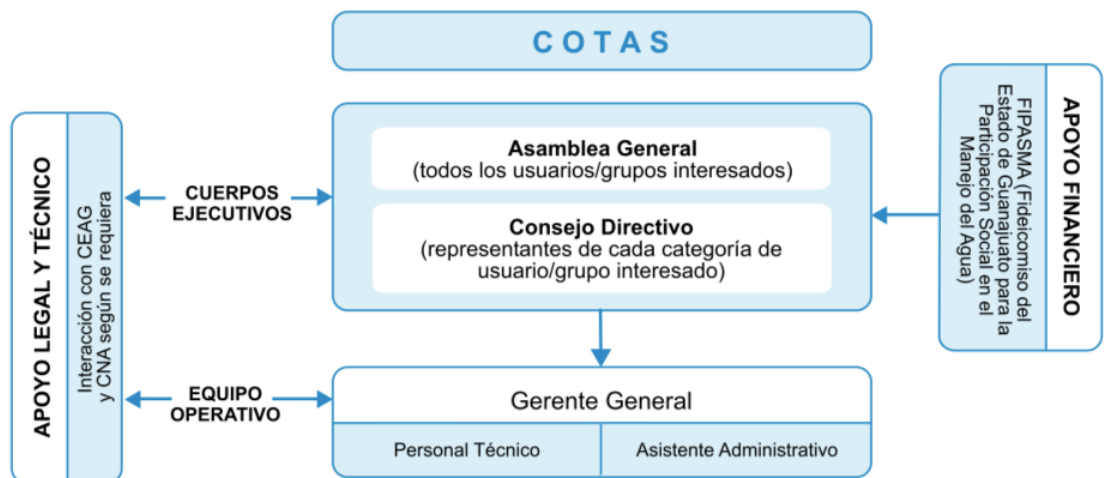 COTAS
APOYO LEGAL Y TÉCNICO
Interacción con CEAG
y CNA según se requiera
CUERPOS
EJECUTIVOS
Asamblea General
(todos los usuarios/grupos interesados)
Consejo Directivo
(representantes de cada categoría de
usuario/grupo interesado)
APOYO FINANCIERO
FIPASMA (Fideicomiso del
Estado de Guanajuato para la
Participación Social en el
Manejo del Agua)
EQUIPO
OPERATIVO
Gerente General
Personal Técnico
Asistente Administrativo